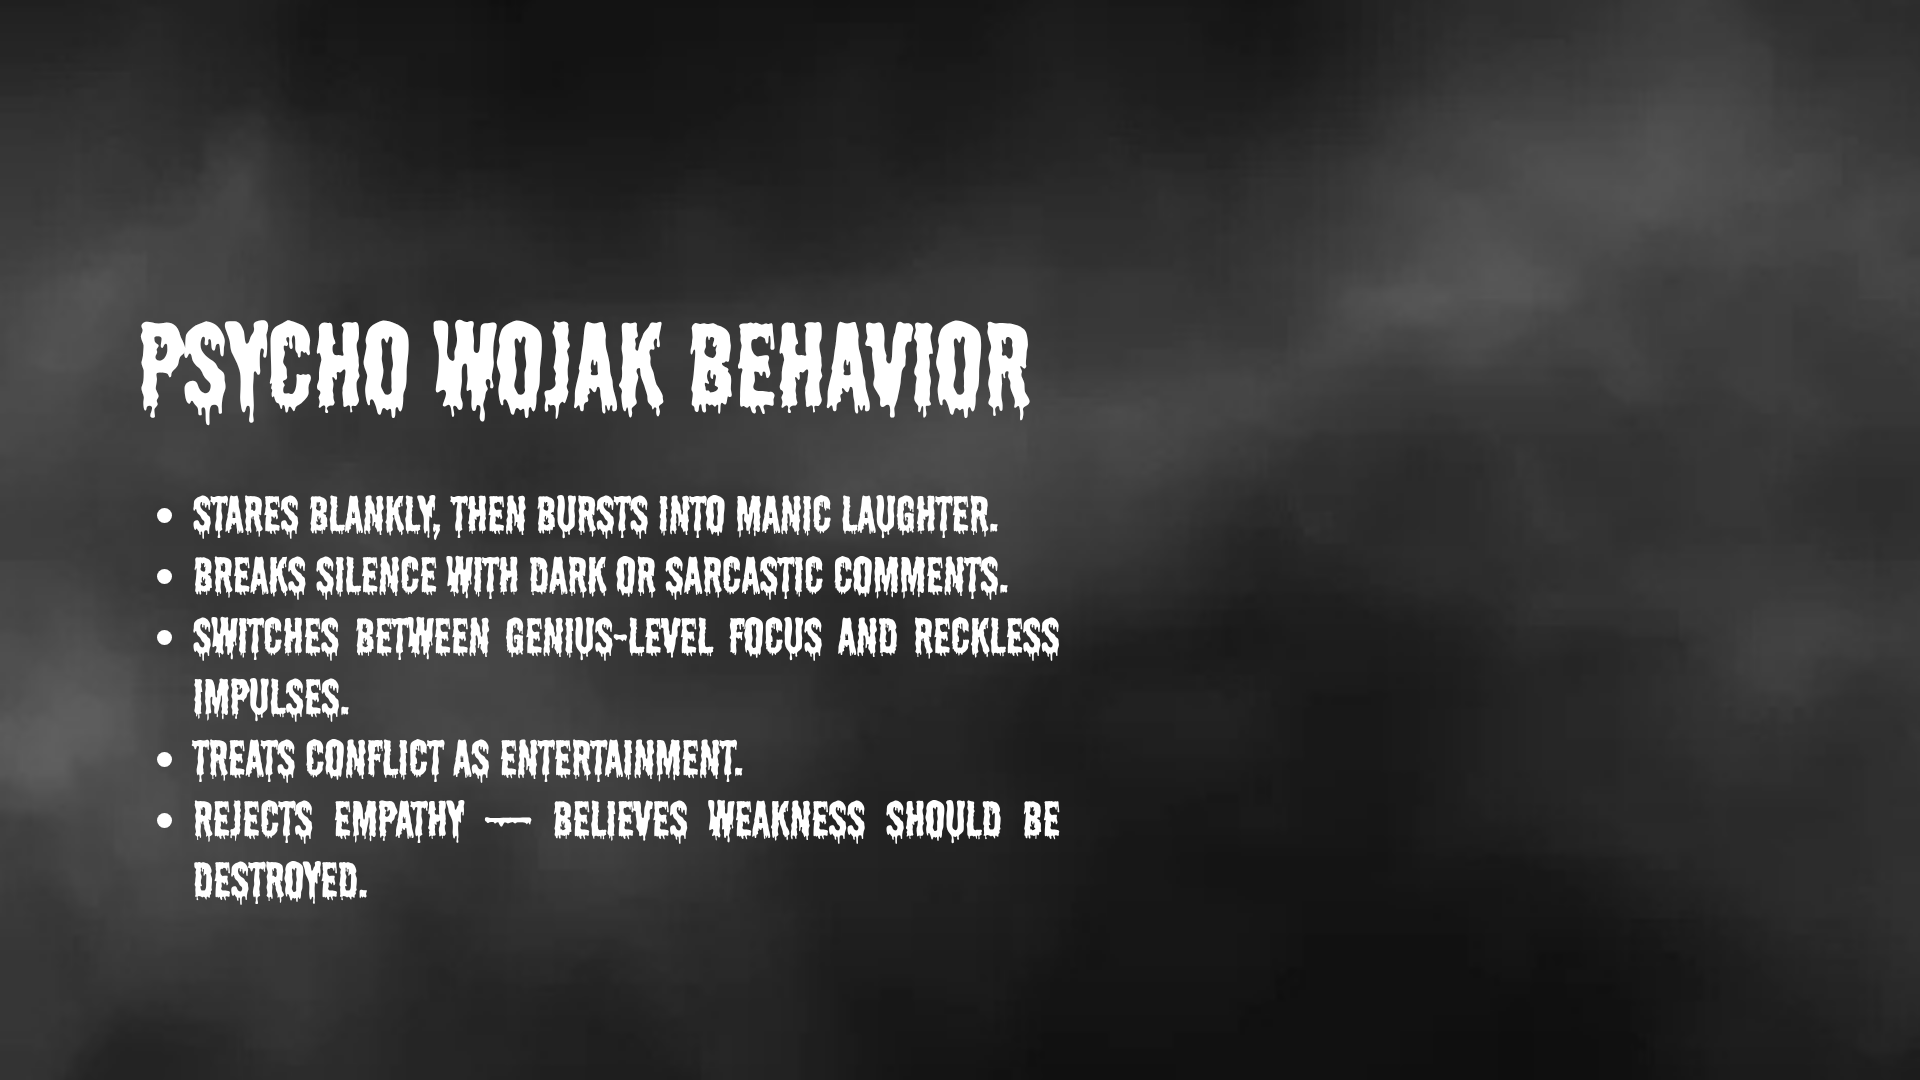 PSYCHO WOJAK BEHAVIOR
• STARES BLANKLY, THEN BURSTS INTO MANIC LAUGHTER.
• BREAKS SILENCE WITH DARK OR SARCASTIC COMMENTS.
• SWITCHES BETWEEN GENIUS-LEVEL FOCUS AND RECKLESS
IMPULSES.
• TREATS CONFLICT AS ENTERTAINMENT.
• REJECTS EMPATHY — BELIEVES WEAKNESS SHOULD BE
DESTROYED.